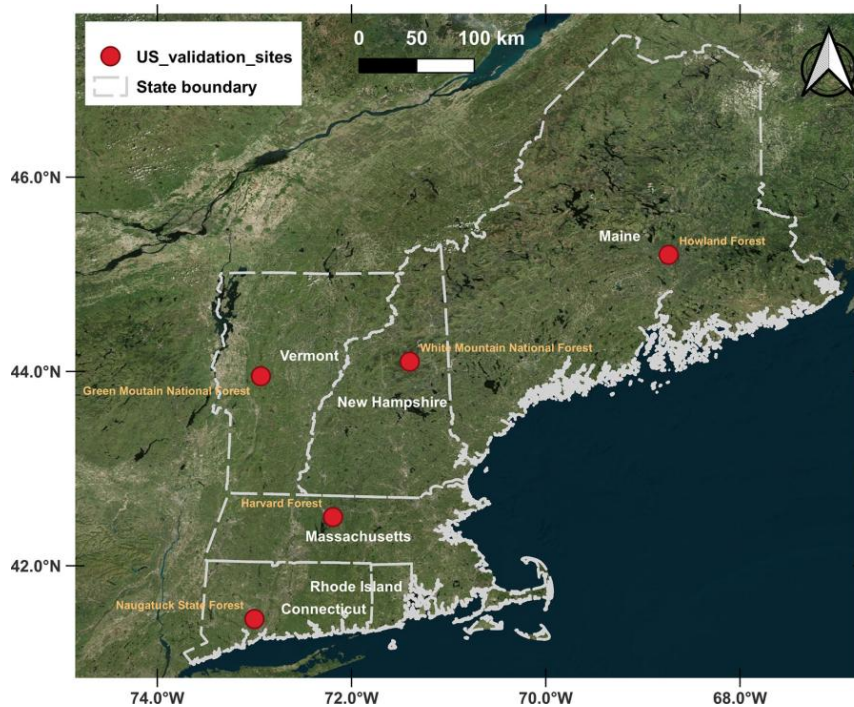 US_validation_sites
State boundary
0 50 100 km
46.0°N
44.0°N
42.0°N
Maine
Howland Forest
Vermont
White Mountain National Forest
Green Moutain National Forest
New Hampshire
Harvard Forest
Massachusetts
Rhode Island
Naugatuck State Forest
Connecticut
74.0°W 72.0°W 70.0°W 68.0°W